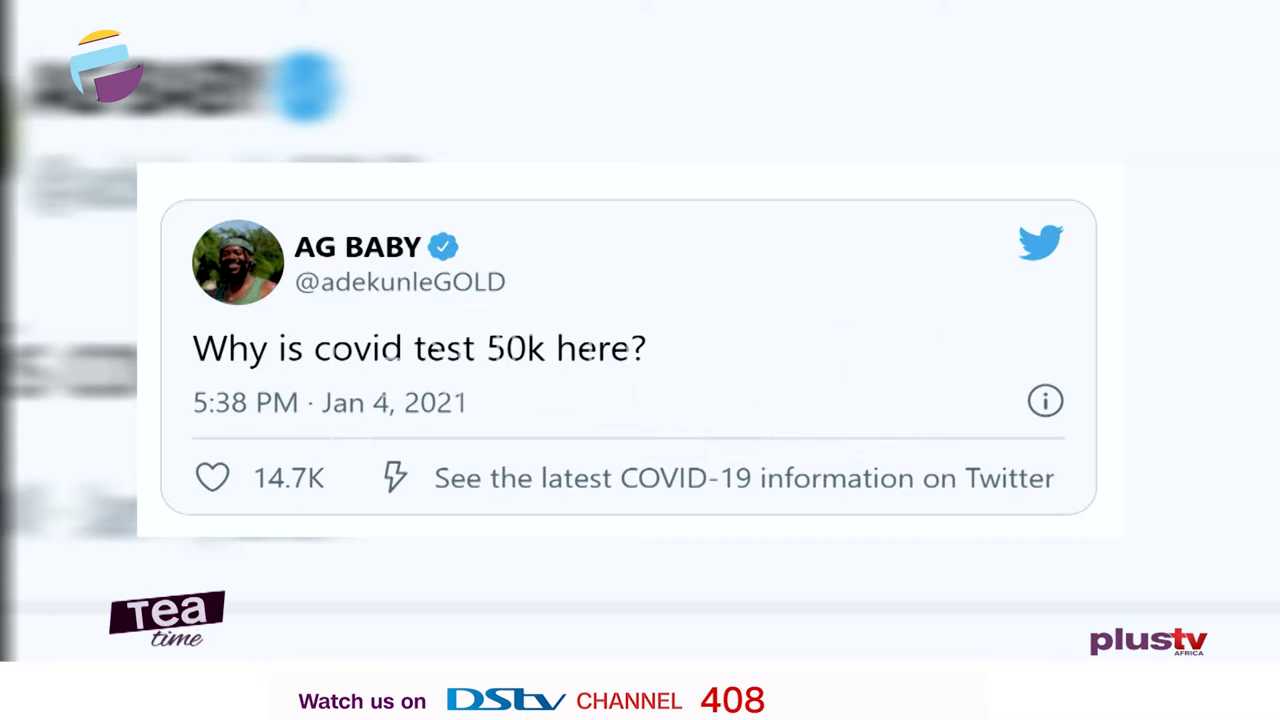 AG BABY
@adekunleGOLD
Why is covid test 50k here?
5:38 PM · Jan 4, 2021
14.7K See the latest COVID-19 information on Twitter
Tea
time
plustv
AFRICA
Watch us on DStv CHANNEL 408